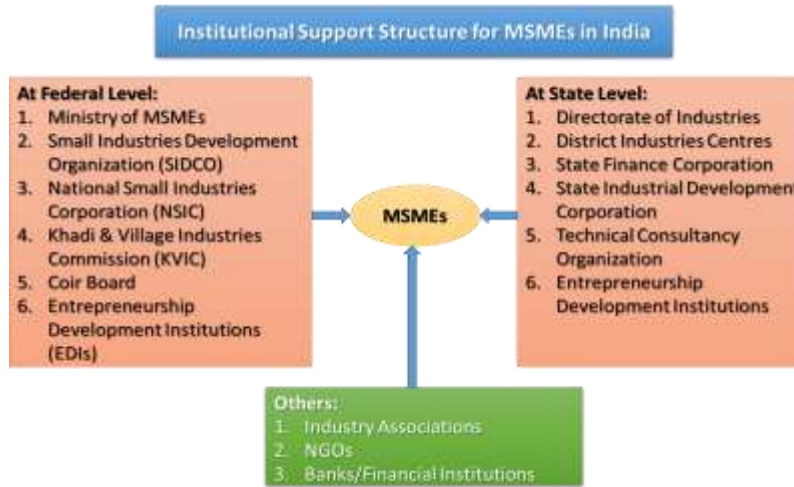 Institutional Support Structure for MSMEs in India
At Federal Level:
1. Ministry of MSMEs
2. Small Industries Development
Organization (SIDCO)
3. National Small Industries
Corporation (NSIC)
4. Khadi & Village Industries
Commission (KVIC)
5. Coir Board
6. Entrepreneurship
Development Institutions
(EDIs)
MSMEs
At State Level:
1. Directorate of Industries
2. District Industries Centres
3. State Finance Corporation
4. State Industrial Development
Corporation
5. Technical Consultancy
Organization
6. Entrepreneurship
Development Institutions
Others:
1. Industry Associations
2. NGOs
3. Banks/Financial Institutions